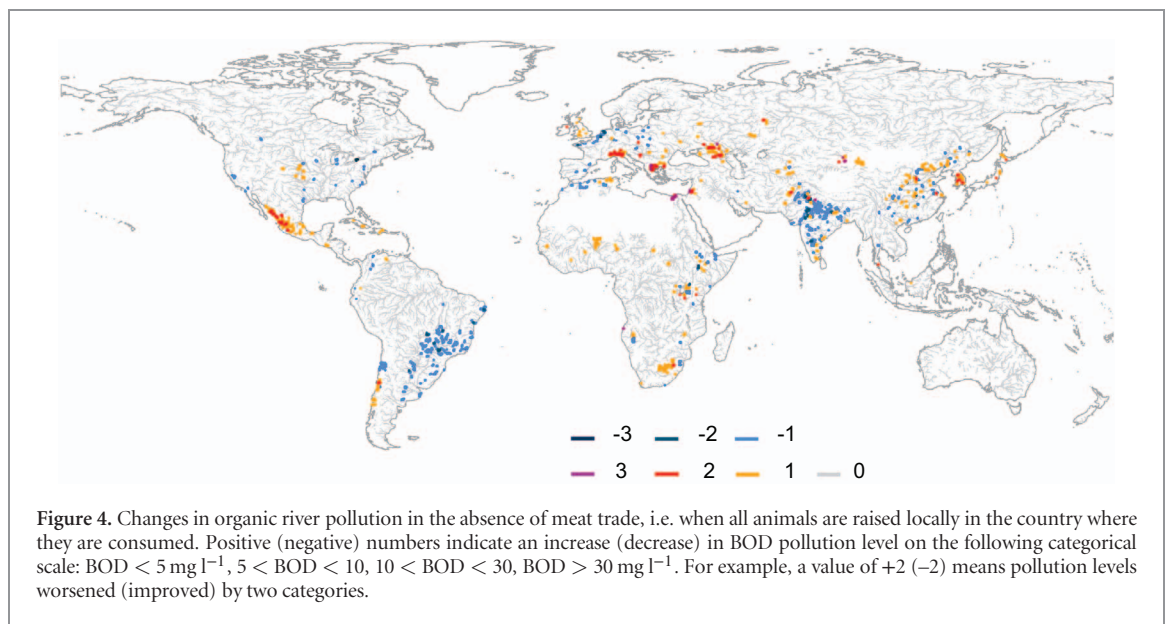 -3 -2 -1
3 2 1 0
Figure 4. Changes in organic river pollution in the absence of meat trade, i.e. when all animals are raised locally in the country where
they are consumed. Positive (negative) numbers indicate an increase (decrease) in BOD pollution level on the following categorical
scale: BOD < 5 mg l⁻¹, 5 < BOD < 10, 10 < BOD < 30, BOD > 30 mg l⁻¹. For example, a value of +2 (–2) means pollution levels
worsened (improved) by two categories.